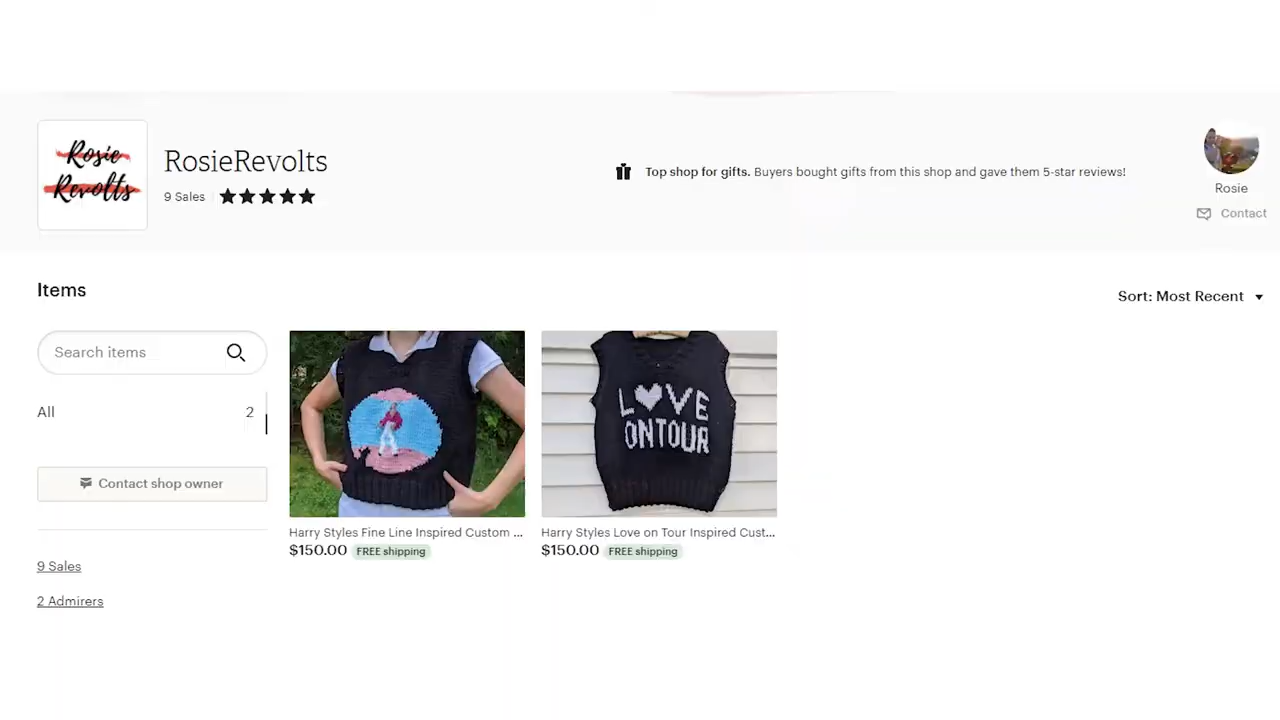 Rosie
Revolts
RosieRevolts
9 Sales
Top shop for gifts. Buyers bought gifts from this shop and gave them 5-star reviews!
Rosie
Contact
Items
Sort: Most Recent
Search items
All 2
Contact shop owner
9 Sales
2 Admirers
LOVE
ON TOUR
Harry Styles Fine Line Inspired Custom ...
$150.00 FREE shipping
Harry Styles Love on Tour Inspired Cust...
$150.00 FREE shipping